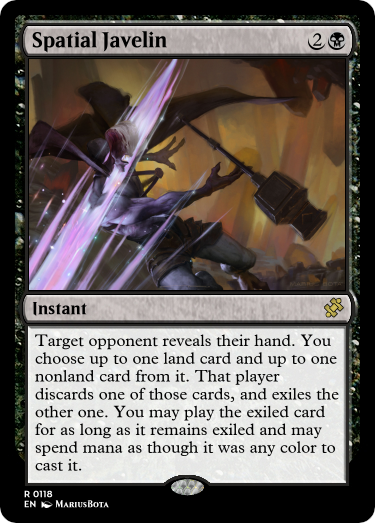 Spatial Javelin 2
Instant
Target opponent reveals their hand. You
choose up to one land card and up to one
nonland card from it. That player
discards one of those cards, and exiles the
other one. You may play the exiled card
for as long as it remains exiled and may
spend mana as though it was any color to
cast it.
R 0118
EN MariusBota